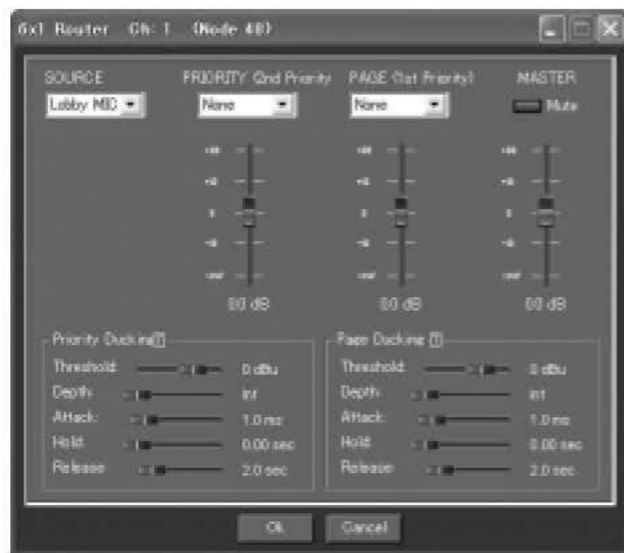 6x1 Router Ch: 1 (Node 48)
SOURCE PRIORITY (2nd Priority PAGE (1st Priority) MASTER
Lobby MIC None None Mute
0
0
0
0.0 dB 0.0 dB 0.0 dB
Priority Ducking Page Ducking
Threshold: 0 dBu Threshold: 0 dBu
Depth: Depth:
Attack: 1.0 ms Attack: 1.0 ms
Hold: 0.00 sec Hold: 0.00 sec
Release: 2.0 sec Release: 2.0 sec
Ok Cancel